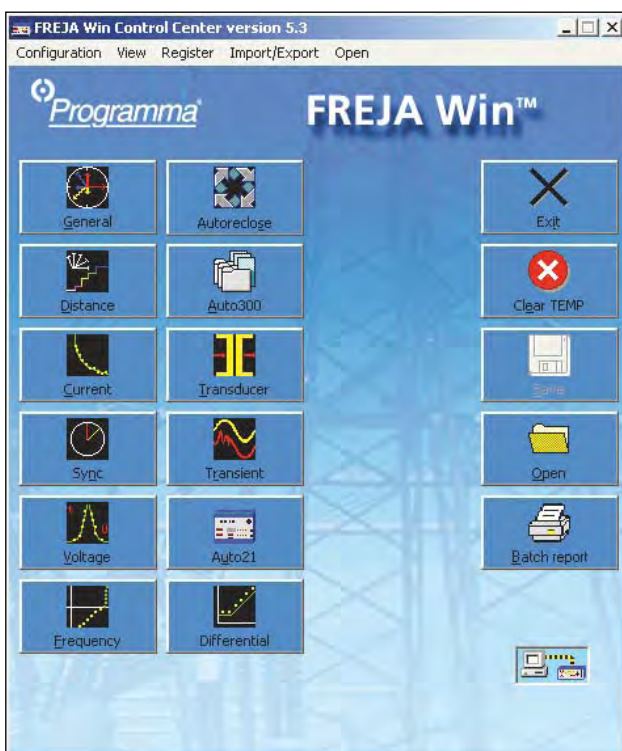 FREJA Win Control Center version 5.3
Configuration View Register Import/Export Open
Programma®
FREJA Win™
General
Autoreclose
Exit
Distance
Auto300
Clear TEMP
Current
Transducer
Save
Sync
Transient
Open
Voltage
Auto21
Batch report
Frequency
Differential